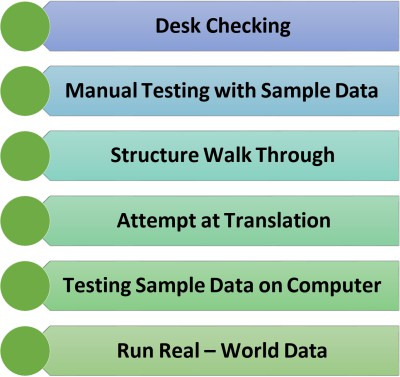 Desk Checking
Manual Testing with Sample Data
Structure Walk Through
Attempt at Translation
Testing Sample Data on Computer
Run Real – World Data